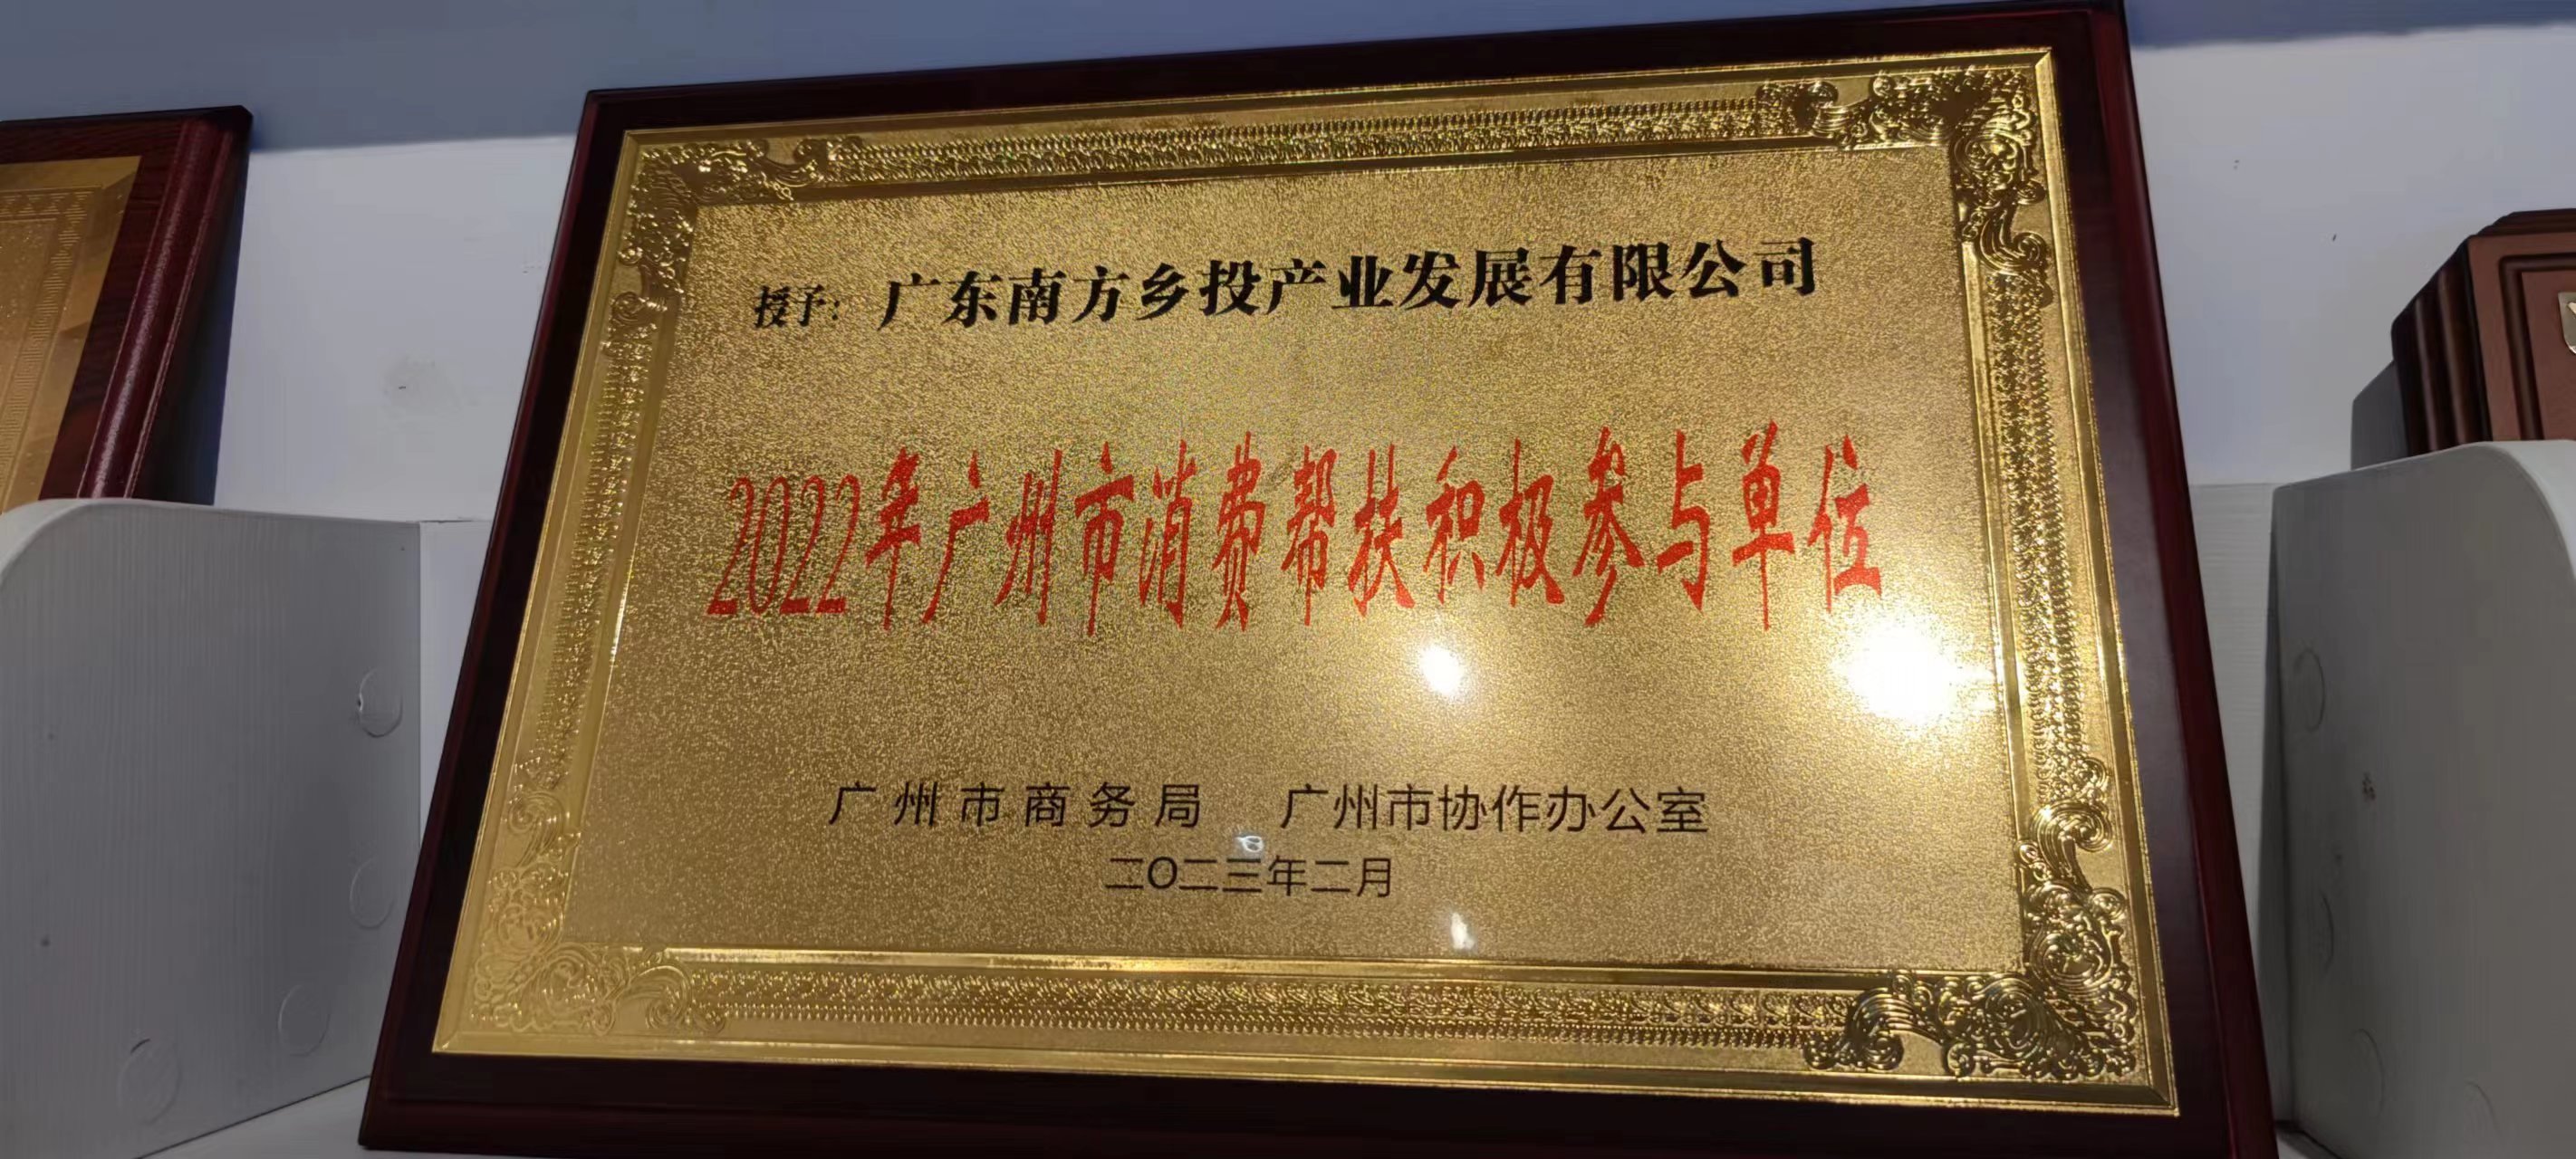 授予：广东南方乡投产业发展有限公司
2022年广州市消费帮扶积极参与单位
广州市商务局 广州市协作办公室
二〇二三年二月